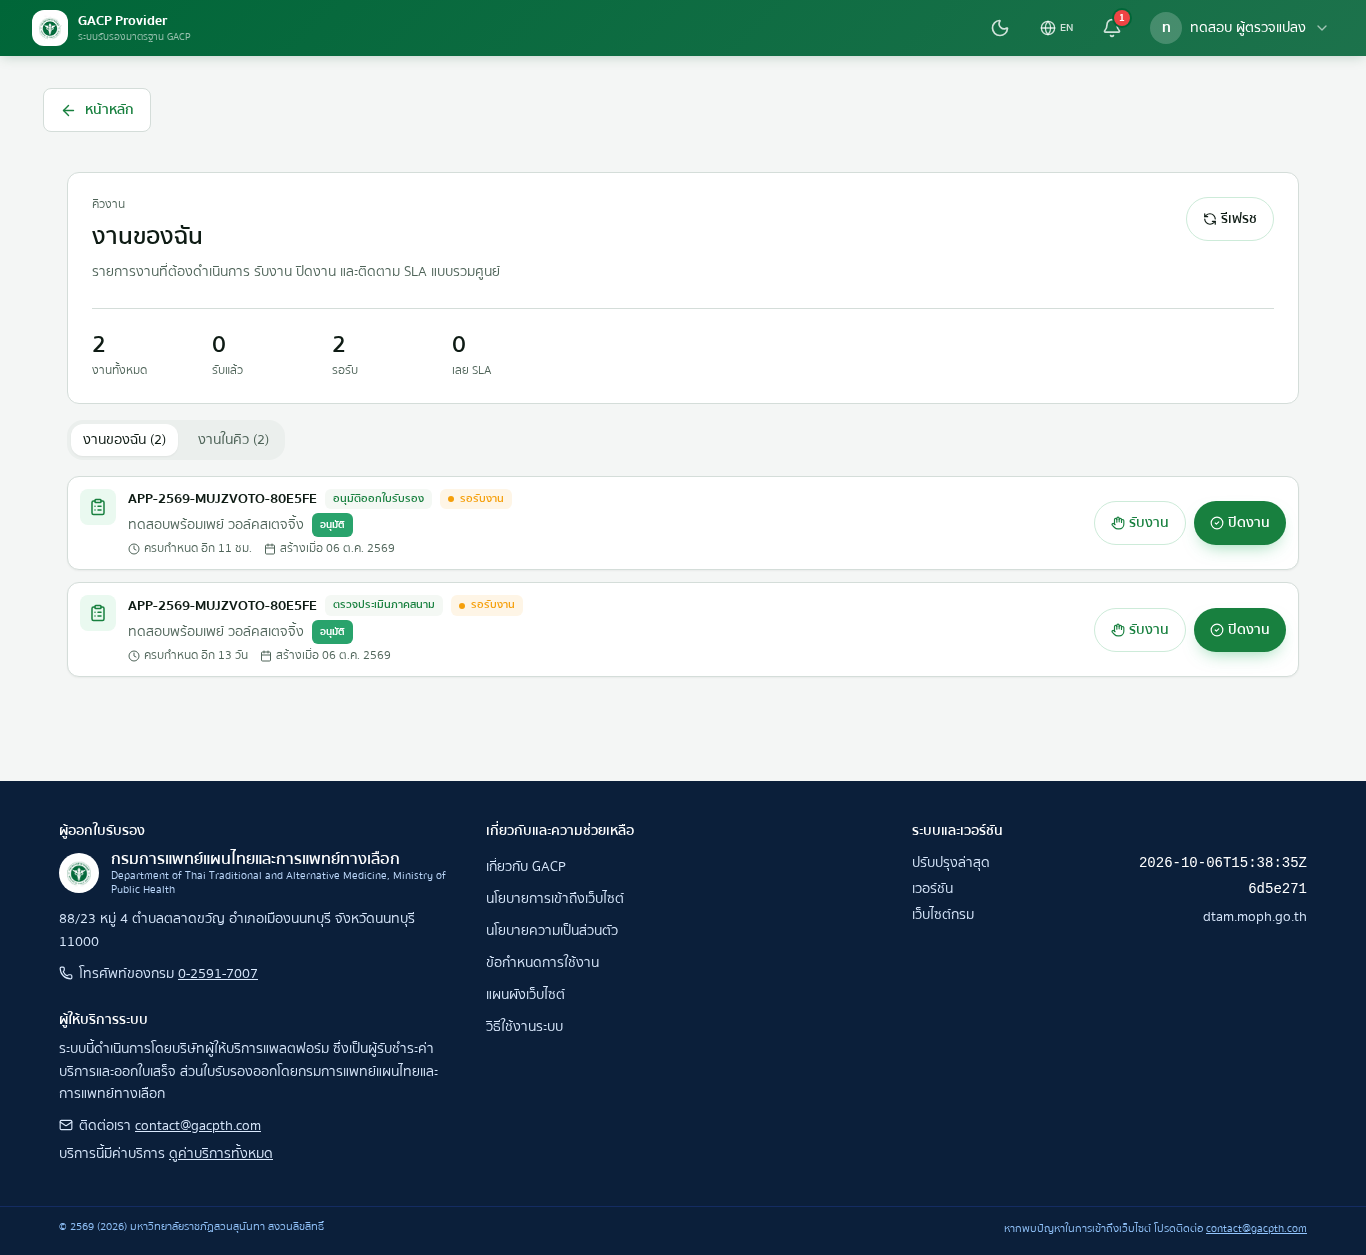 GACP Provider
ระบบรับรองมาตรฐาน GACP
EN
1
ท
ทดสอบ ผู้ตรวจแปลง
หน้าหลัก
คิวงาน
งานของฉัน
รายการงานที่ต้องดำเนินการ รับงาน ปิดงาน และติดตาม SLA แบบรวมศูนย์
รีเฟรช
2
งานทั้งหมด
0
รับแล้ว
2
รอรับ
0
เลย SLA
งานของฉัน (2)
งานในคิว (2)
APP-2569-MUJZVOTO-80E5FE อนุมัติออกใบรับรอง รอรับงาน
ทดสอบพร้อมเพย์ วอล์คสเตจจิ้ง อนุมัติ
ครบกำหนด อีก 11 ชม. สร้างเมื่อ 06 ต.ค. 2569
รับงาน
ปิดงาน
APP-2569-MUJZVOTO-80E5FE ตรวจประเมินภาคสนาม รอรับงาน
ทดสอบพร้อมเพย์ วอล์คสเตจจิ้ง อนุมัติ
ครบกำหนด อีก 13 วัน สร้างเมื่อ 06 ต.ค. 2569
รับงาน
ปิดงาน
ผู้ออกใบรับรอง
กรมการแพทย์แผนไทยและการแพทย์ทางเลือก
Department of Thai Traditional and Alternative Medicine, Ministry of
Public Health
88/23 หมู่ 4 ตำบลตลาดขวัญ อำเภอเมืองนนทบุรี จังหวัดนนทบุรี
11000
โทรศัพท์ของกรม 0-2591-7007
ผู้ให้บริการระบบ
ระบบนี้ดำเนินการโดยบริษัทผู้ให้บริการแพลตฟอร์ม ซึ่งเป็นผู้รับชำระค่า
บริการและออกใบเสร็จ ส่วนใบรับรองออกโดยกรมการแพทย์แผนไทยและ
การแพทย์ทางเลือก
ติดต่อเรา contact@gacpth.com
บริการนี้มีค่าบริการ ดูค่าบริการทั้งหมด
เกี่ยวกับและความช่วยเหลือ
เกี่ยวกับ GACP
นโยบายการเข้าถึงเว็บไซต์
นโยบายความเป็นส่วนตัว
ข้อกำหนดการใช้งาน
แผนผังเว็บไซต์
วิธีใช้งานระบบ
ระบบและเวอร์ชัน
ปรับปรุงล่าสุด 2026-10-06T15:38:35Z
เวอร์ชัน 6d5e271
เว็บไซต์กรม dtam.moph.go.th
© 2569 (2026) มหาวิทยาลัยราชภัฏสวนสุนันทา สงวนลิขสิทธิ์
หากพบปัญหาในการเข้าถึงเว็บไซต์ โปรดติดต่อ contact@gacpth.com